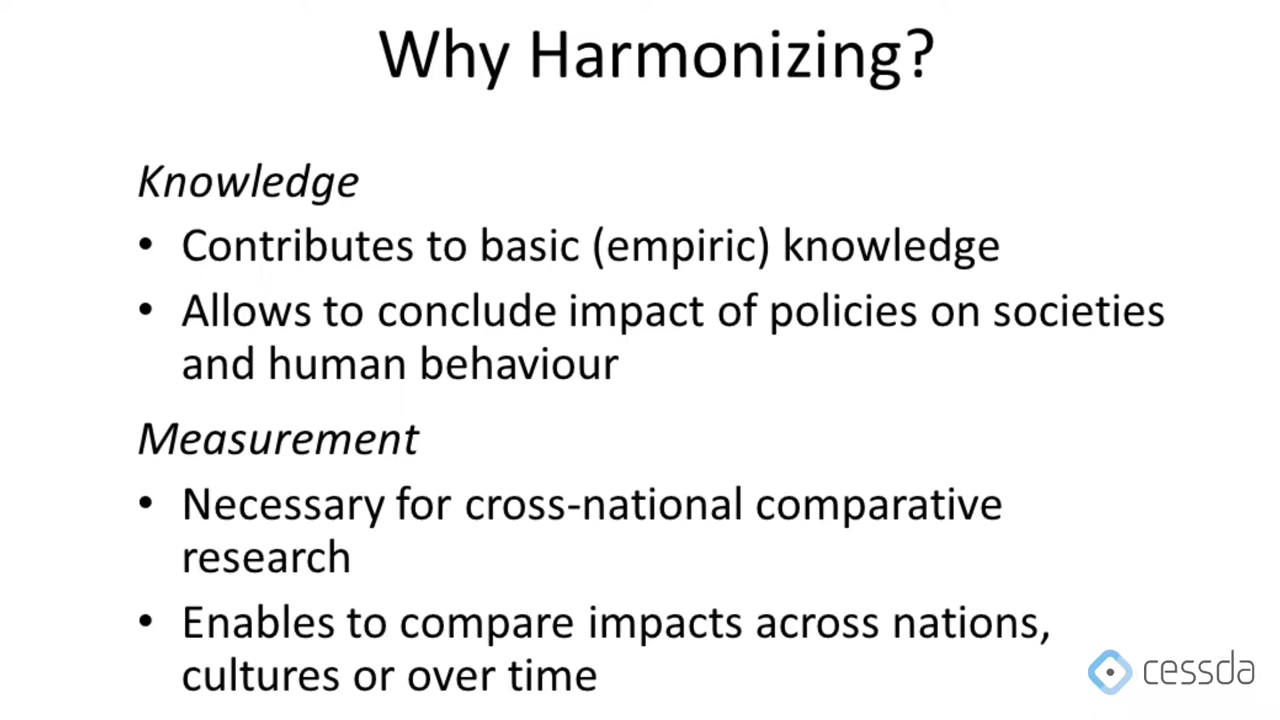 Why Harmonizing?
Knowledge
• Contributes to basic (empiric) knowledge
• Allows to conclude impact of policies on societies
and human behaviour
Measurement
• Necessary for cross-national comparative
research
• Enables to compare impacts across nations,
cultures or over time
cessda